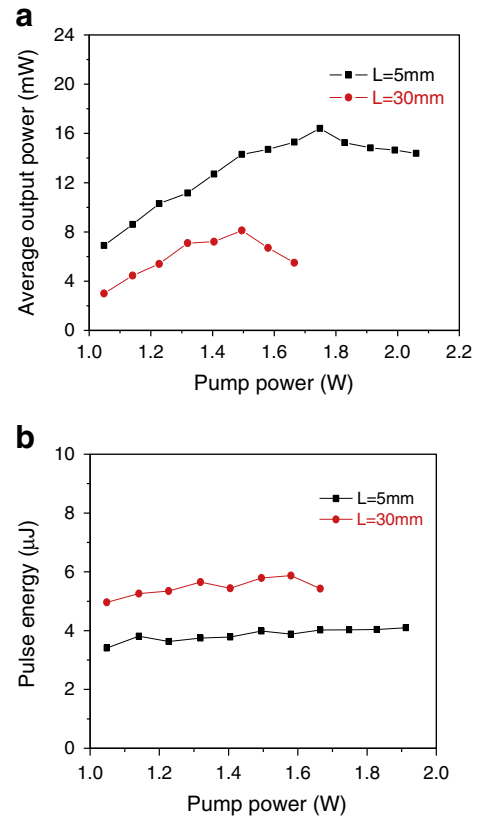 a
Average output power (mW)
24
20
16
12
8
4
0
L=5mm
L=30mm
1.0 1.2 1.4 1.6 1.8 2.0 2.2
Pump power (W)
b
Pulse energy (μJ)
10
8
6
4
2
0
L=5mm
L=30mm
1.0 1.2 1.4 1.6 1.8 2.0
Pump power (W)